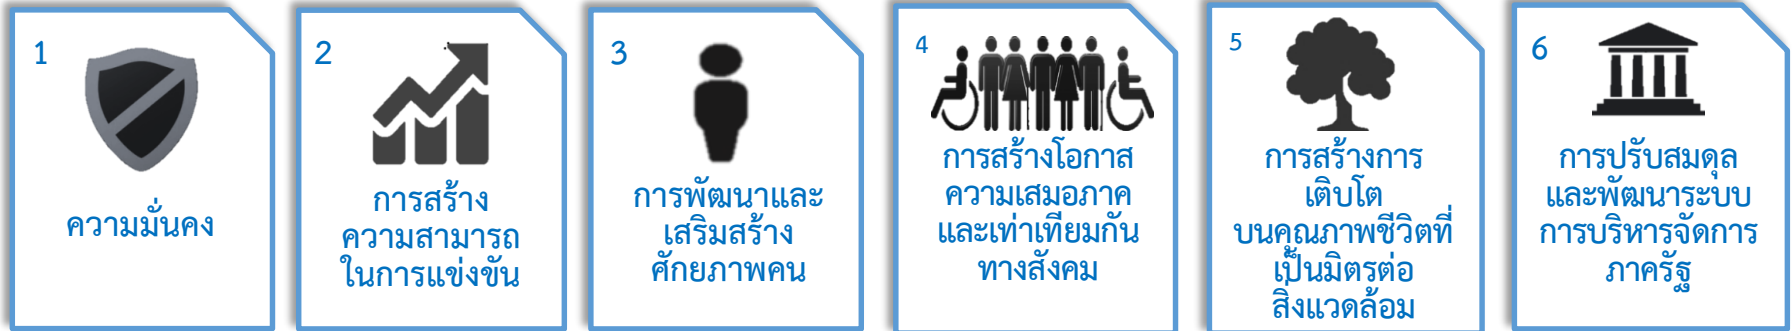 1
ความมั่นคง
2
การสร้าง
ความสามารถ
ในการแข่งขัน
3
การพัฒนาและ
เสริมสร้าง
ศักยภาพคน
4
การสร้างโอกาส
ความเสมอภาค
และเท่าเทียมกัน
ทางสังคม
5
การสร้างการ
เติบโต
บนคุณภาพชีวิตที่
เป็นมิตรต่อ
สิ่งแวดล้อม
6
การปรับสมดุล
และพัฒนาระบบ
การบริหารจัดการ
ภาครัฐ